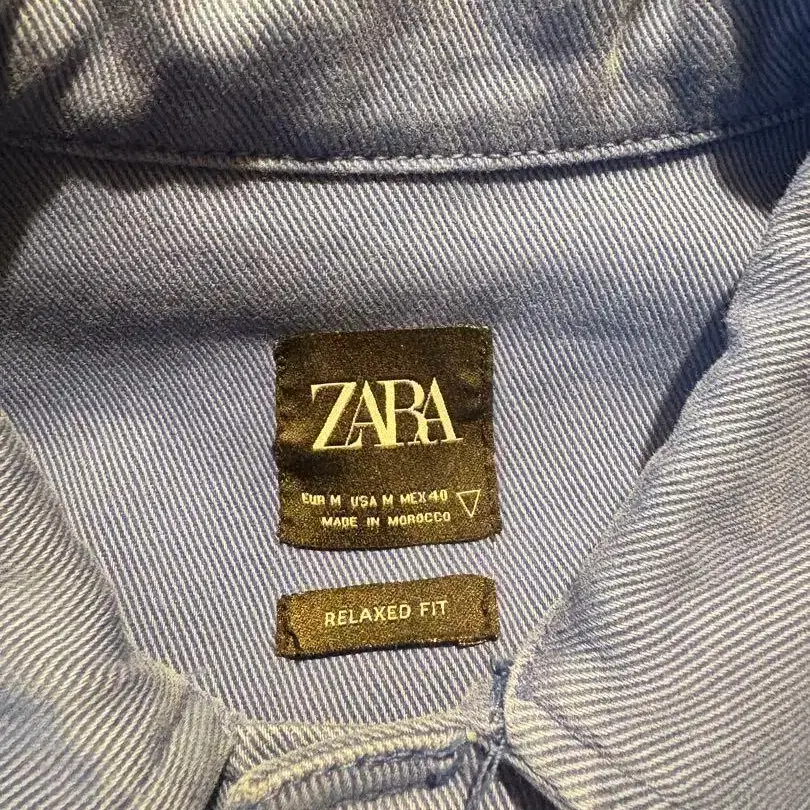 ZARA
EUR M USA M MEX 40
MADE IN MOROCCO
RELAXED FIT